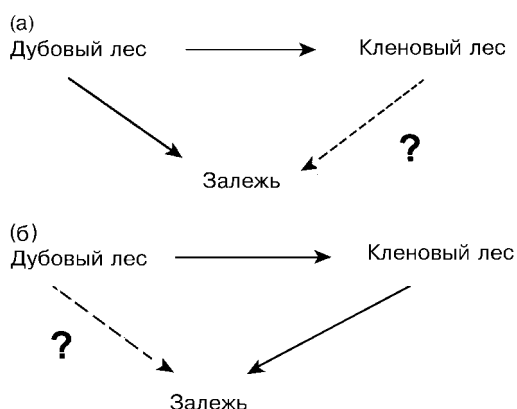 (а)
Дубовый лес Кленовый лес
?
Залежь
(б)
Дубовый лес Кленовый лес
?
Залежь